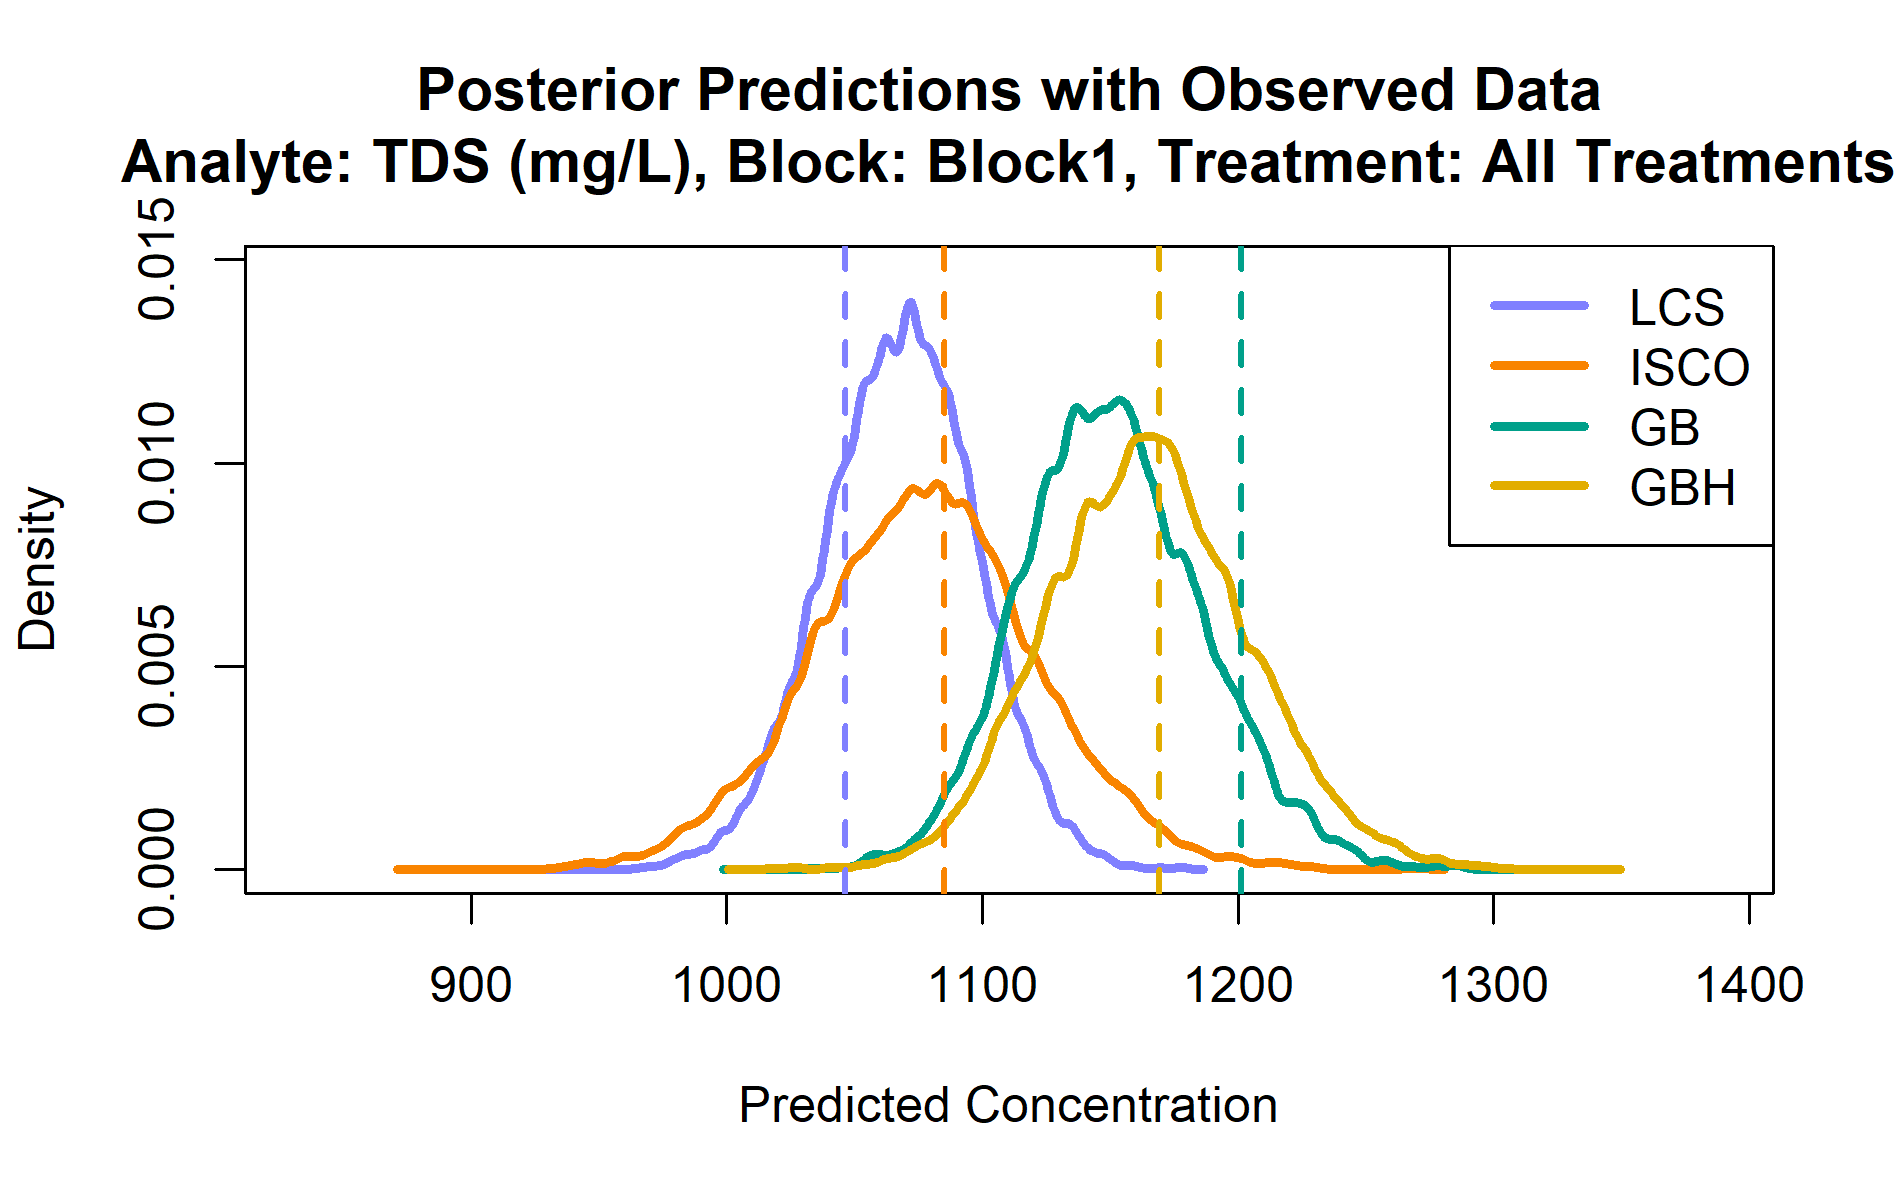 Posterior Predictions with Observed Data
Analyte: TDS (mg/L), Block: Block1, Treatment: All Treatments
LCS
ISCO
GB
GBH
Density
0.015
0.010
0.005
0.000
900 1000 1100 1200 1300 1400
Predicted Concentration